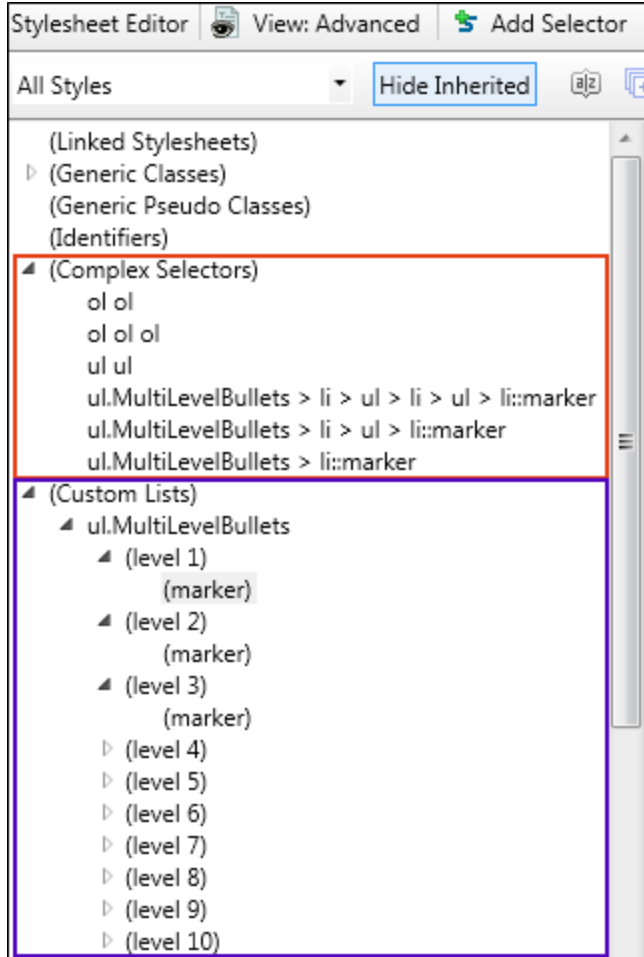 Stylesheet Editor View: Advanced Add Selector
All Styles Hide Inherited a z
(Linked Stylesheets)
(Generic Classes)
(Generic Pseudo Classes)
(Identifiers)
(Complex Selectors)
ol ol
ol ol ol
ul ul
ul.MultiLevelBullets > li > ul > li > ul > li::marker
ul.MultiLevelBullets > li > ul > li::marker
ul.MultiLevelBullets > li::marker
(Custom Lists)
ul.MultiLevelBullets
(level 1)
(marker)
(level 2)
(marker)
(level 3)
(marker)
(level 4)
(level 5)
(level 6)
(level 7)
(level 8)
(level 9)
(level 10)